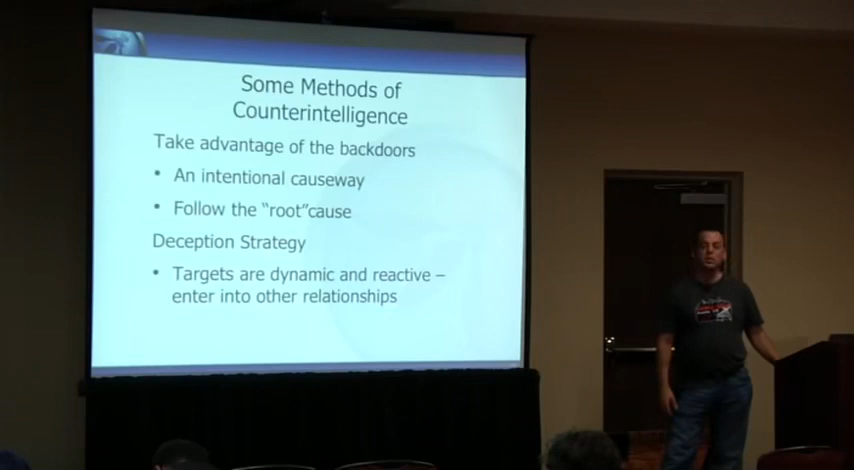 Some Methods of
Counterintelligence
Take advantage of the backdoors
• An intentional causeway
• Follow the “root”cause
Deception Strategy
• Targets are dynamic and reactive –
enter into other relationships